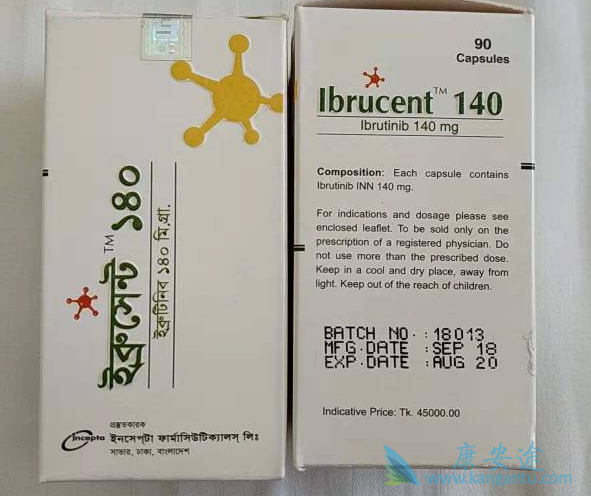 ইব্রুসেন্ট™ ১৪০
ইব্রুটিনিব ১৪০ মি.গ্রা.
প্রস্তুতকারক
Incepta ইনসেপ্‌টা ফার্মাসিউটিক্যালস্ লিঃ
সাভার, ঢাকা, বাংলাদেশ
90
Capsules
Ibrucent™ 140
Ibrutinib 140 mg
Composition: Each capsule contains
Ibrutinib INN 140 mg.
For indications and dosage please see
enclosed leaflet. To be sold only on the
prescription of a registered physician. Do
not use more than the prescribed dose.
Keep in a cool and dry place, away from
light. Keep out of the reach of children.
BATCH NO. : 18013
MFG.DATE : SEP 18
EXP.DATE : AUG 20
Indicative Price: Tk. 45000.00
康安途